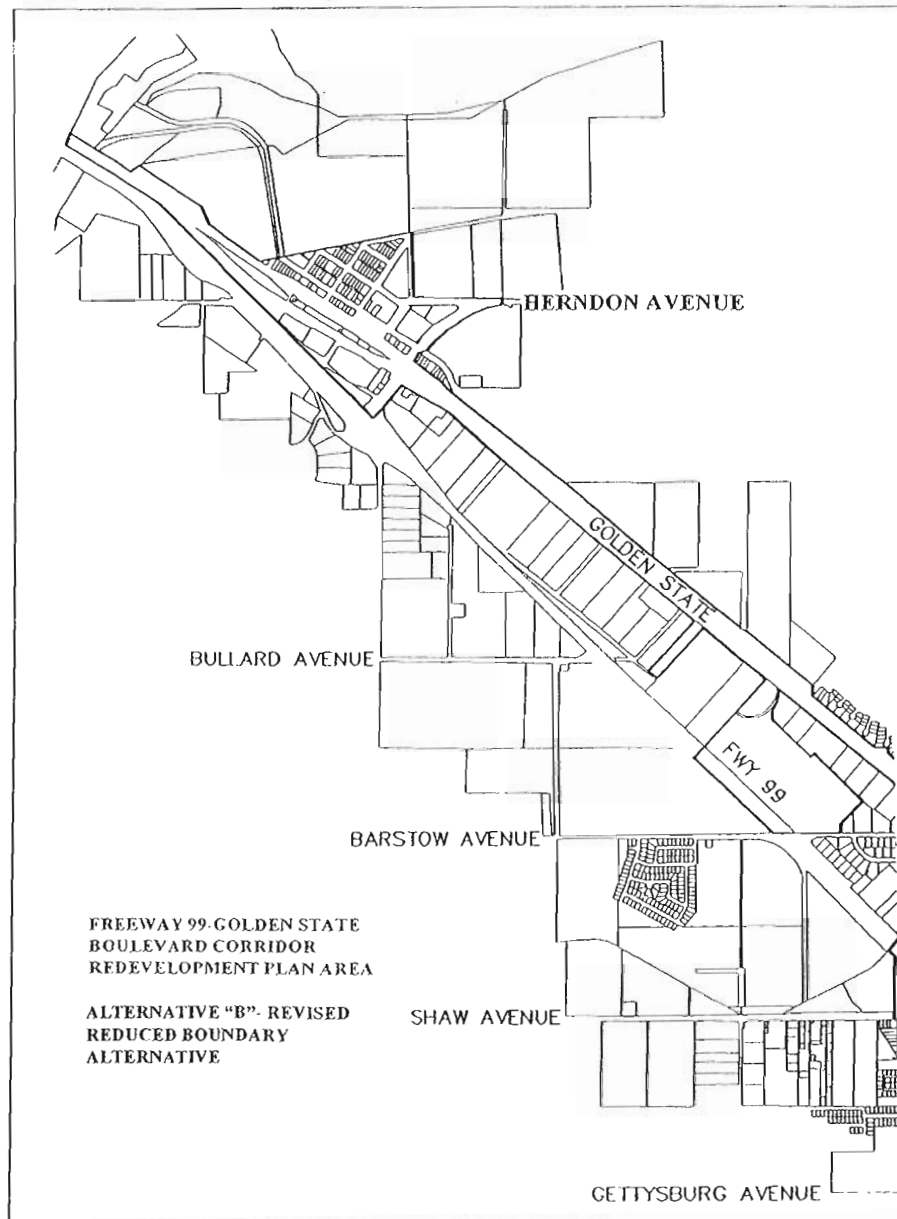 HERNDON AVENUE
GOLDEN STATE
BULLARD AVENUE
FWY 99
BARSTOW AVENUE
FREEWAY 99-GOLDEN STATE
BOULEVARD CORRIDOR
REDEVELOPMENT PLAN AREA
ALTERNATIVE "B"- REVISED
REDUCED BOUNDARY
ALTERNATIVE
SHAW AVENUE
GETTYSBURG AVENUE